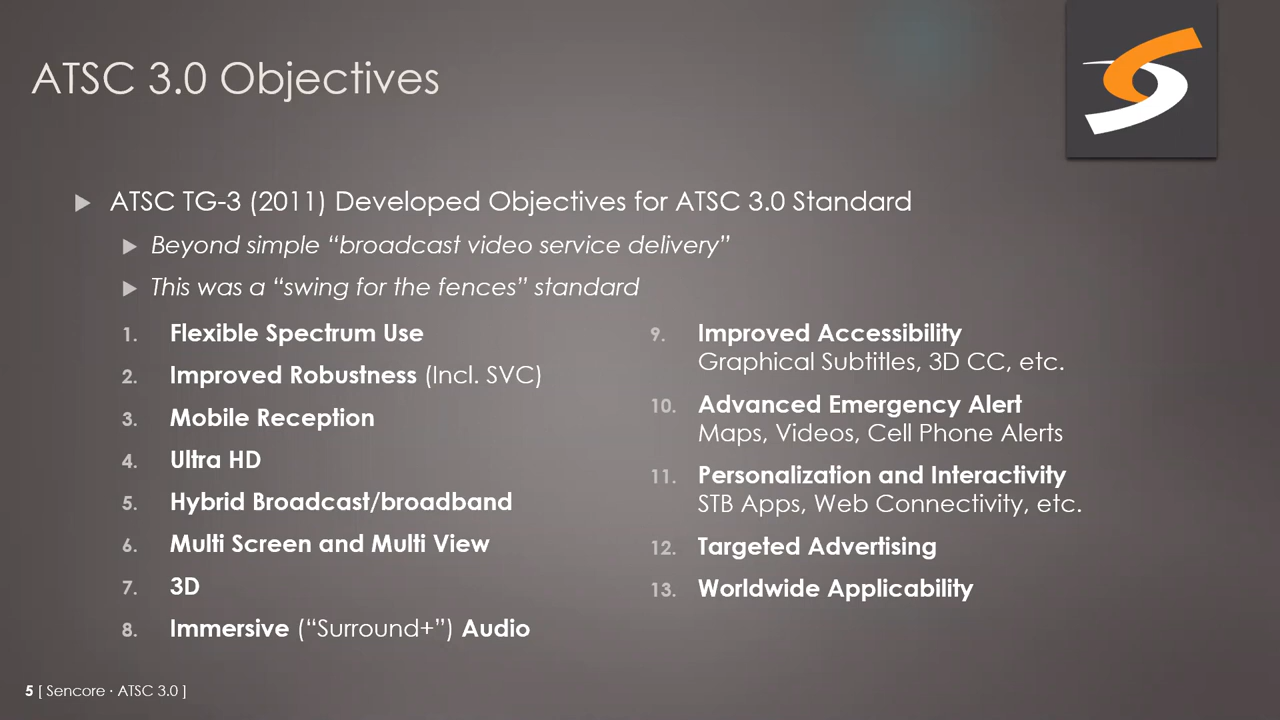 ATSC 3.0 Objectives
ATSC TG-3 (2011) Developed Objectives for ATSC 3.0 Standard
Beyond simple “broadcast video service delivery”
This was a “swing for the fences” standard
1. Flexible Spectrum Use
2. Improved Robustness (Incl. SVC)
3. Mobile Reception
4. Ultra HD
5. Hybrid Broadcast/broadband
6. Multi Screen and Multi View
7. 3D
8. Immersive (“Surround+”) Audio
9. Improved Accessibility
Graphical Subtitles, 3D CC, etc.
10. Advanced Emergency Alert
Maps, Videos, Cell Phone Alerts
11. Personalization and Interactivity
STB Apps, Web Connectivity, etc.
12. Targeted Advertising
13. Worldwide Applicability
5 [ Sencore · ATSC 3.0 ]